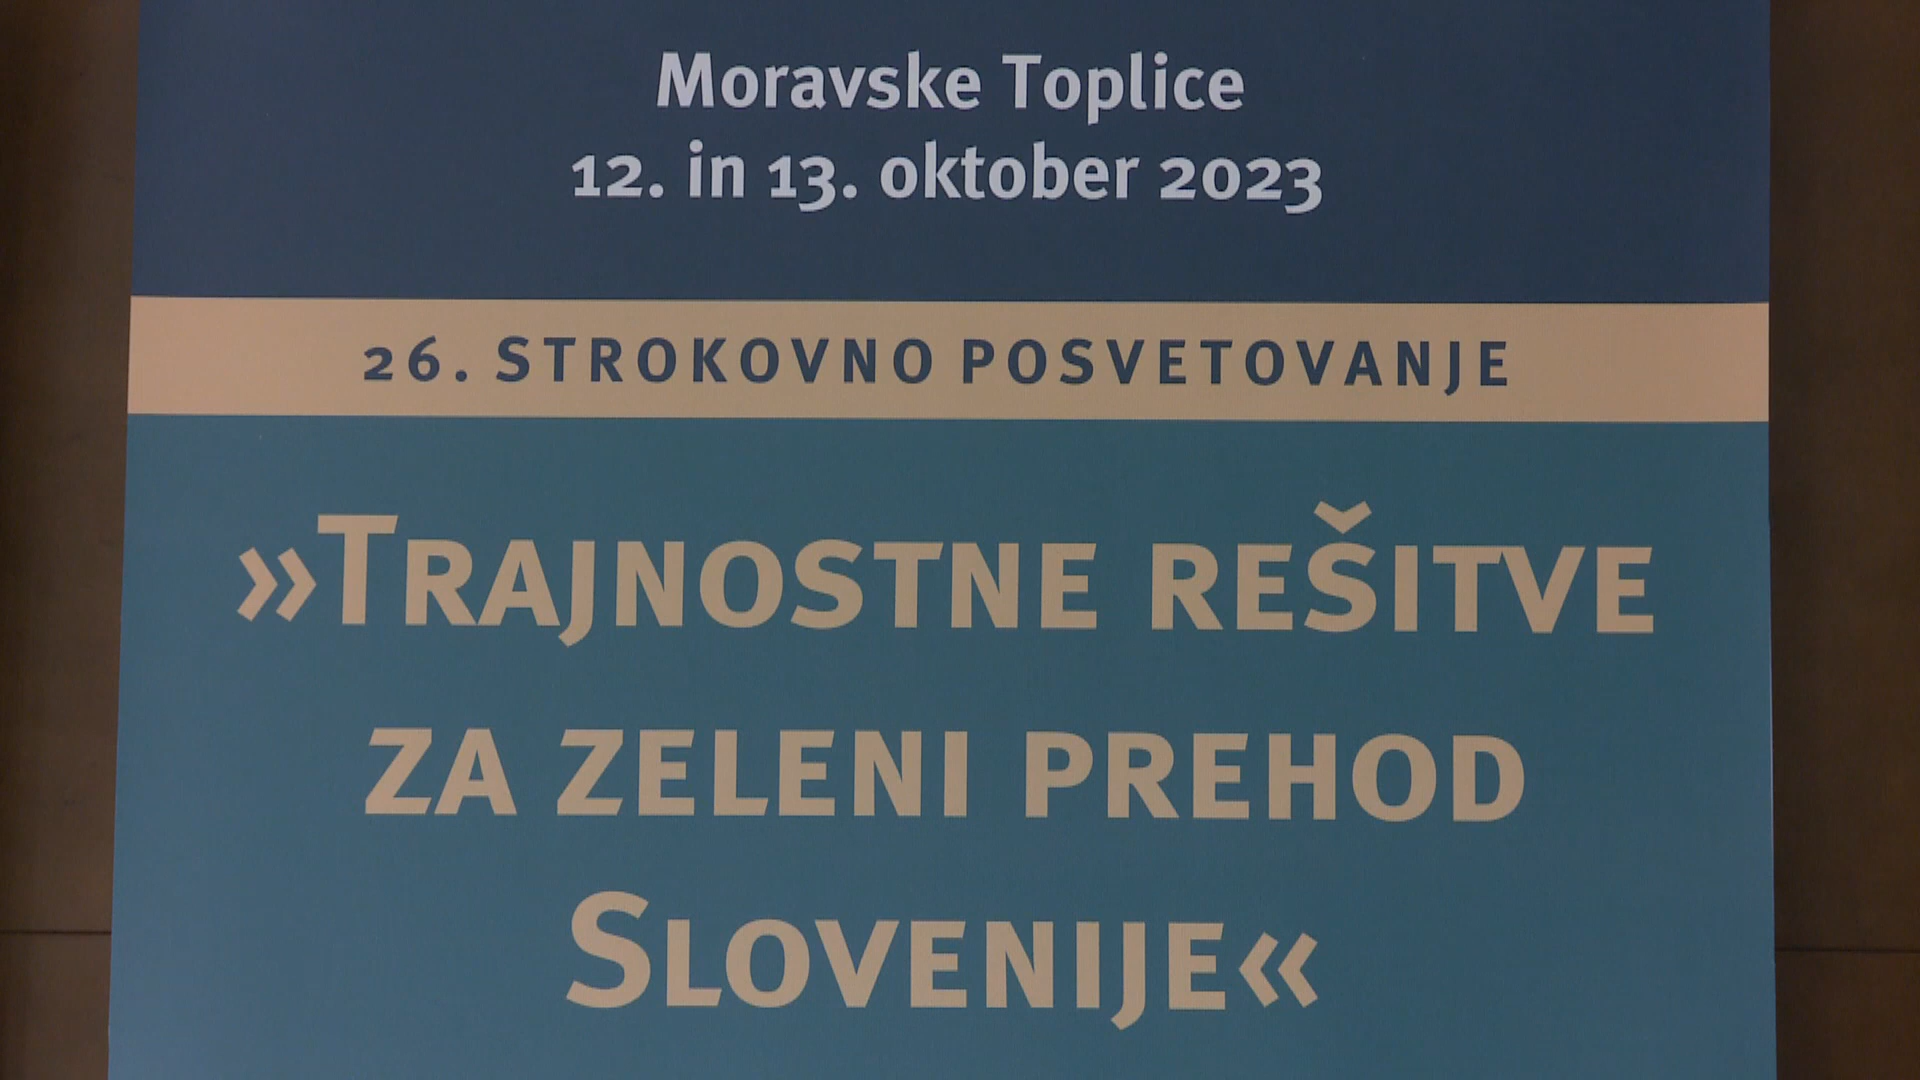 Moravske Toplice
12. in 13. oktober 2023
26. STROKOVNO POSVETOVANJE
»TRAJNOSTNE REŠITVE
ZA ZELENI PREHOD
SLOVENIJE«